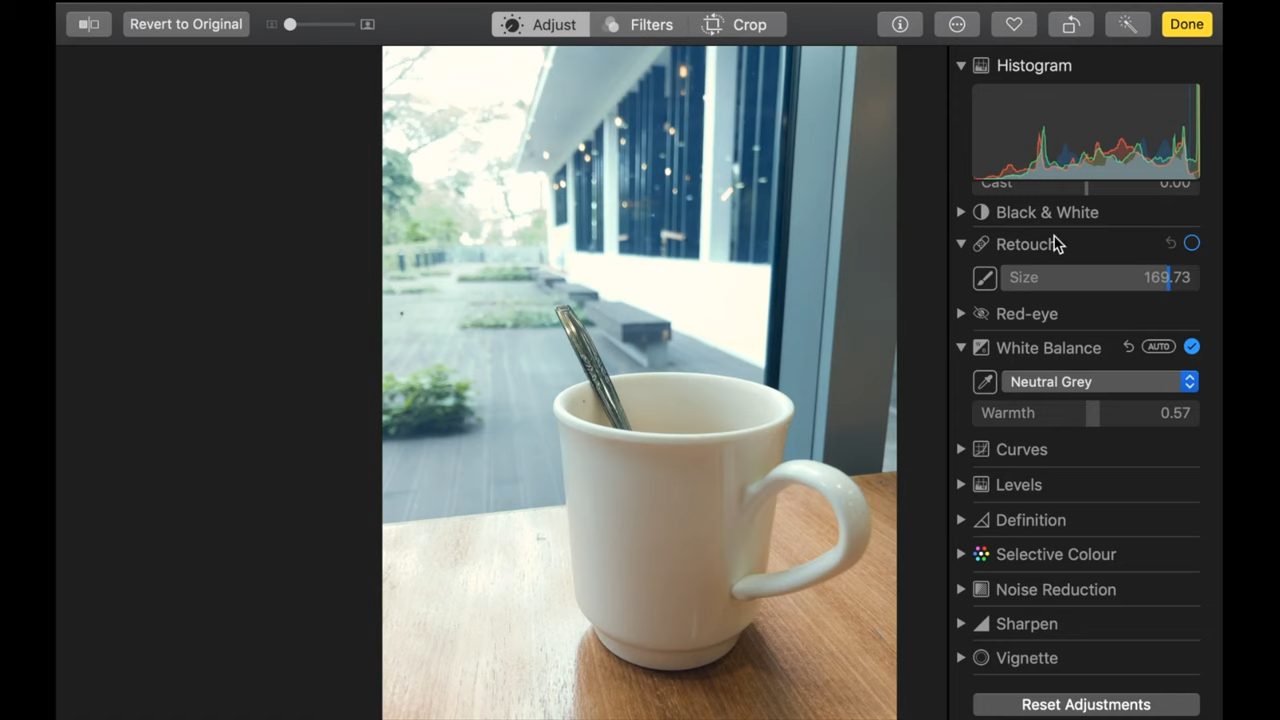 Revert to Original
Adjust
Filters
Crop
Done
Histogram
Cast 0.00
Black & White
Retouch
Size 169.73
Red-eye
White Balance AUTO
Neutral Grey
Warmth 0.57
Curves
Levels
Definition
Selective Colour
Noise Reduction
Sharpen
Vignette
Reset Adjustments